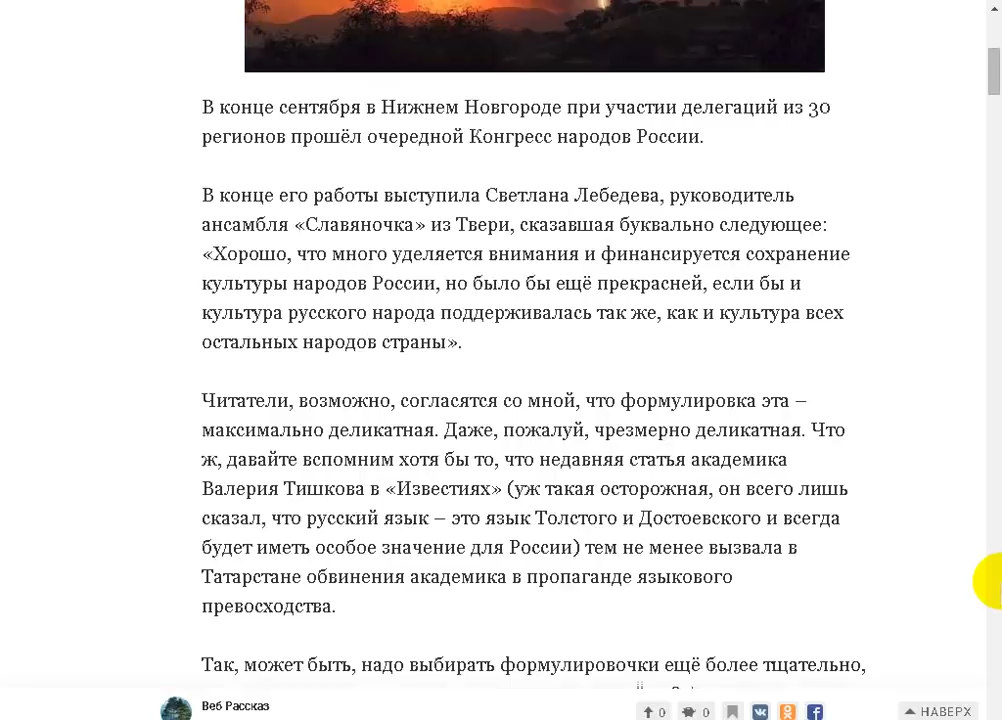 В конце сентября в Нижнем Новгороде при участии делегаций из 30
регионов прошёл очередной Конгресс народов России.
В конце его работы выступила Светлана Лебедева, руководитель
ансамбля «Славяночка» из Твери, сказавшая буквально следующее:
«Хорошо, что много уделяется внимания и финансируется сохранение
культуры народов России, но было бы ещё прекрасней, если бы и
культура русского народа поддерживалась так же, как и культура всех
остальных народов страны».
Читатели, возможно, согласятся со мной, что формулировка эта –
максимально деликатная. Даже, пожалуй, чрезмерно деликатная. Что
ж, давайте вспомним хотя бы то, что недавняя статья академика
Валерия Тишкова в «Известиях» (уж такая осторожная, он всего лишь
сказал, что русский язык – это язык Толстого и Достоевского и всегда
будет иметь особое значение для России) тем не менее вызвала в
Татарстане обвинения академика в пропаганде языкового
превосходства.
Так, может быть, надо выбирать формулировочки ещё более тщательно,
Веб Рассказ
0
0
НАВЕРХ